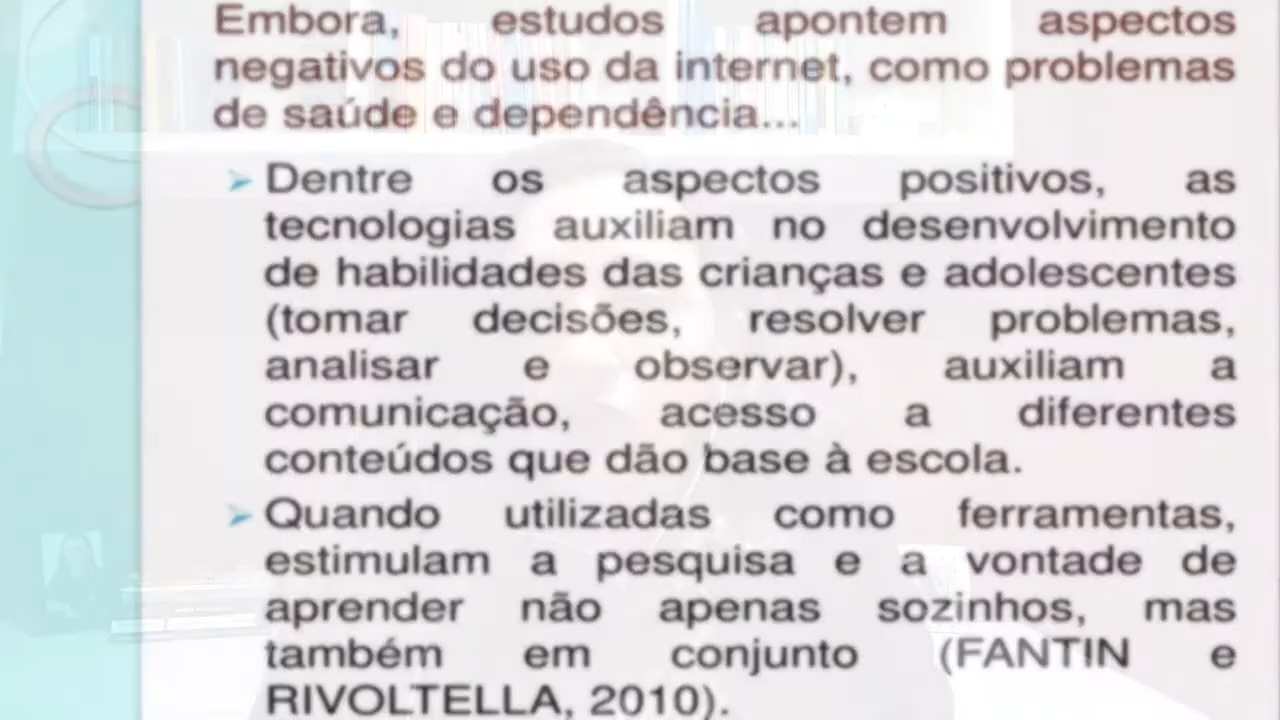 Embora, estudos apontem aspectos
negativos do uso da internet, como problemas
de saúde e dependência...
Dentre os aspectos positivos, as
tecnologias auxiliam no desenvolvimento
de habilidades das crianças e adolescentes
(tomar decisões, resolver problemas,
analisar e observar), auxiliam a
comunicação, acesso a diferentes
conteúdos que dão base à escola.
Quando utilizadas como ferramentas,
estimulam a pesquisa e a vontade de
aprender não apenas sozinhos, mas
também em conjunto (FANTIN e
RIVOLTELLA, 2010).